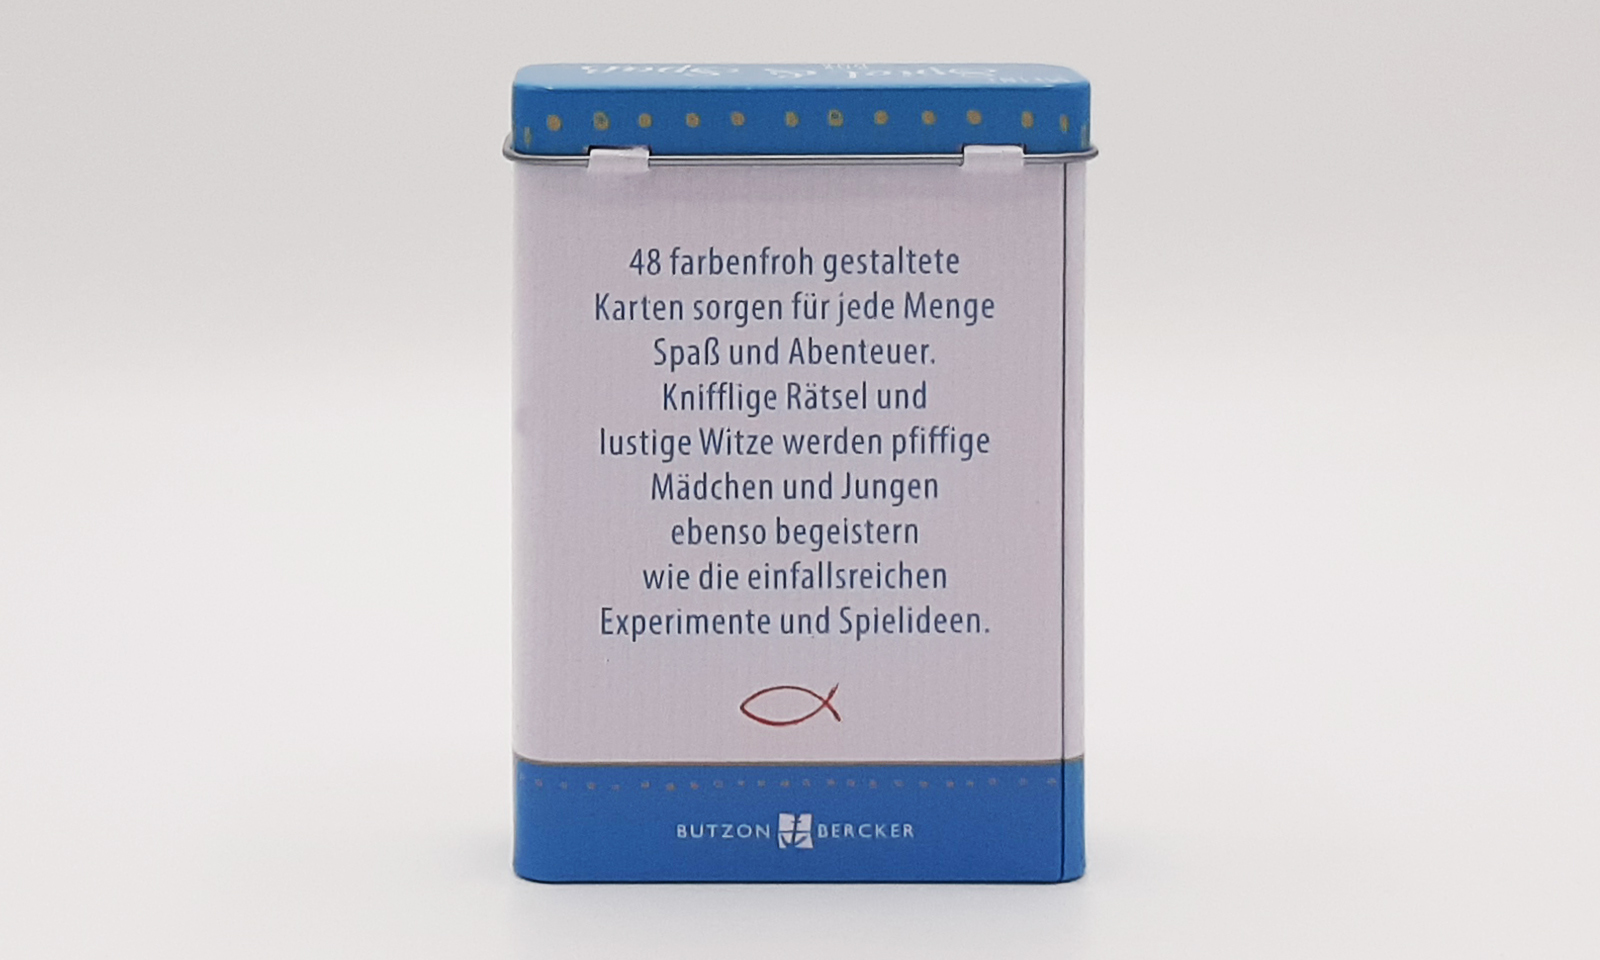 48 farbenfroh gestaltete
Karten sorgen für jede Menge
Spaß und Abenteuer.
Knifflige Rätsel und
lustige Witze werden pfiffige
Mädchen und Jungen
ebenso begeistern
wie die einfallsreichen
Experimente und Spielideen.
BUTZON BERCKER